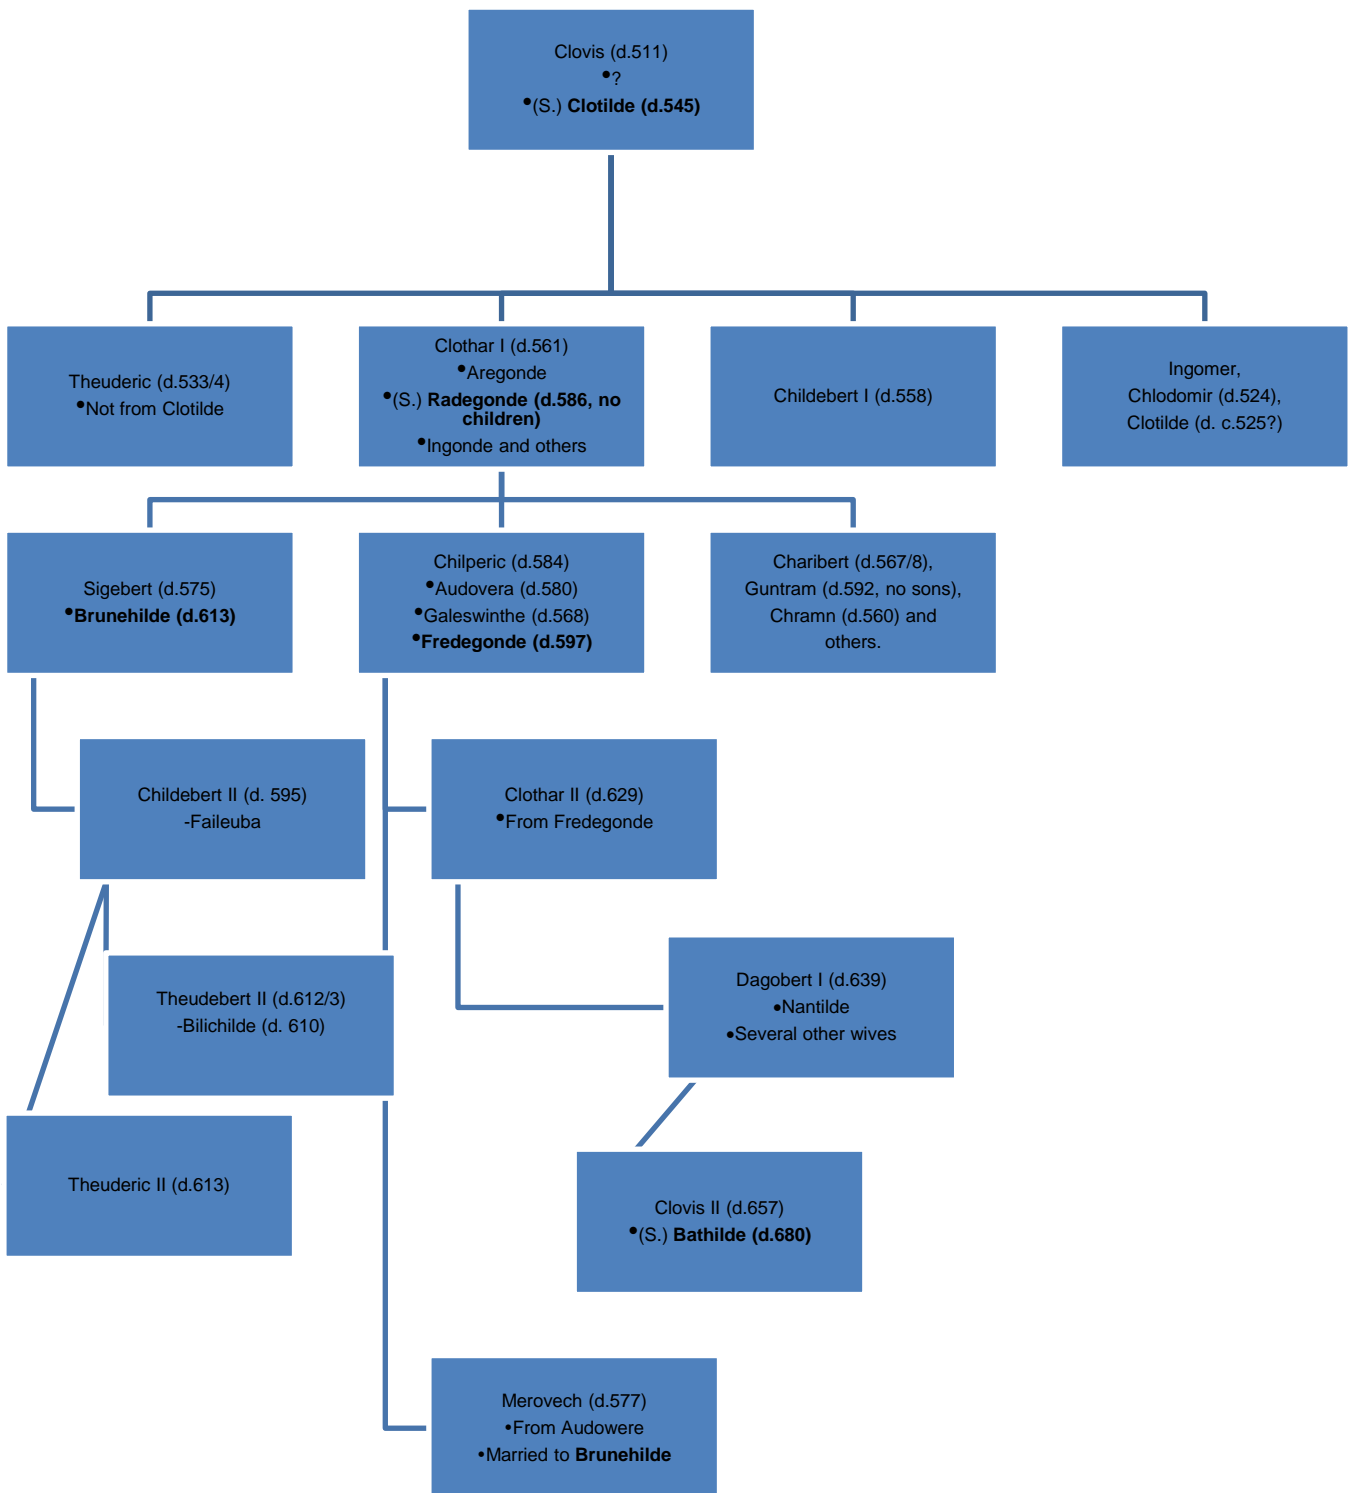 Clovis (d.511)
•?
•(S.) Clotilde (d.545)
Theuderic (d.533/4)
•Not from Clotilde
Clothar I (d.561)
•Aregonde
•(S.) Radegonde (d.586, no
children)
•Ingonde and others
Childebert I (d.558)
Ingomer,
Chlodomir (d.524),
Clotilde (d. c.525?)
Sigebert (d.575)
•Brunehilde (d.613)
Chilperic (d.584)
•Audovera (d.580)
•Galeswinthe (d.568)
•Fredegonde (d.597)
Charibert (d.567/8),
Guntram (d.592, no sons),
Chramn (d.560) and
others.
Childebert II (d. 595)
-Faileuba
Clothar II (d.629)
•From Fredegonde
Theudebert II (d.612/3)
-Bilichilde (d. 610)
Dagobert I (d.639)
•Nantilde
•Several other wives
Theuderic II (d.613)
Clovis II (d.657)
•(S.) Bathilde (d.680)
Merovech (d.577)
•From Audowere
•Married to Brunehilde